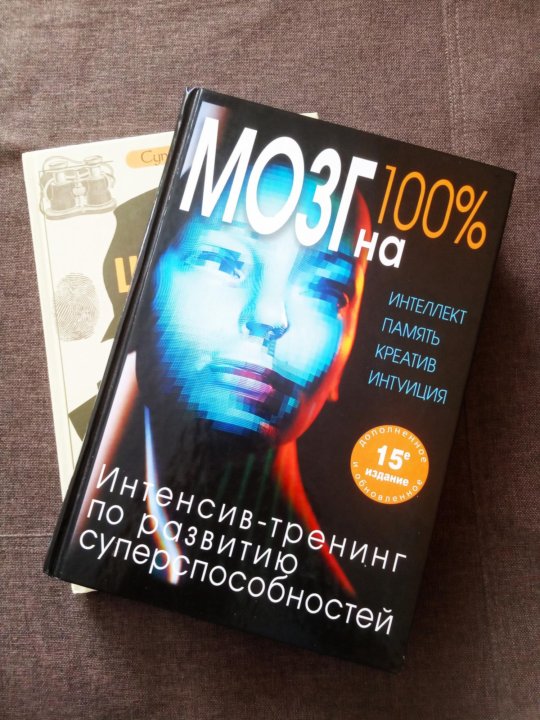 МОЗГ
на
100%
ИНТЕЛЛЕКТ
ПАМЯТЬ
КРЕАТИВ
ИНТУИЦИЯ
дополненное
15е
издание
и обновленное
Интенсив-тренинг
по развитию
суперспособностей